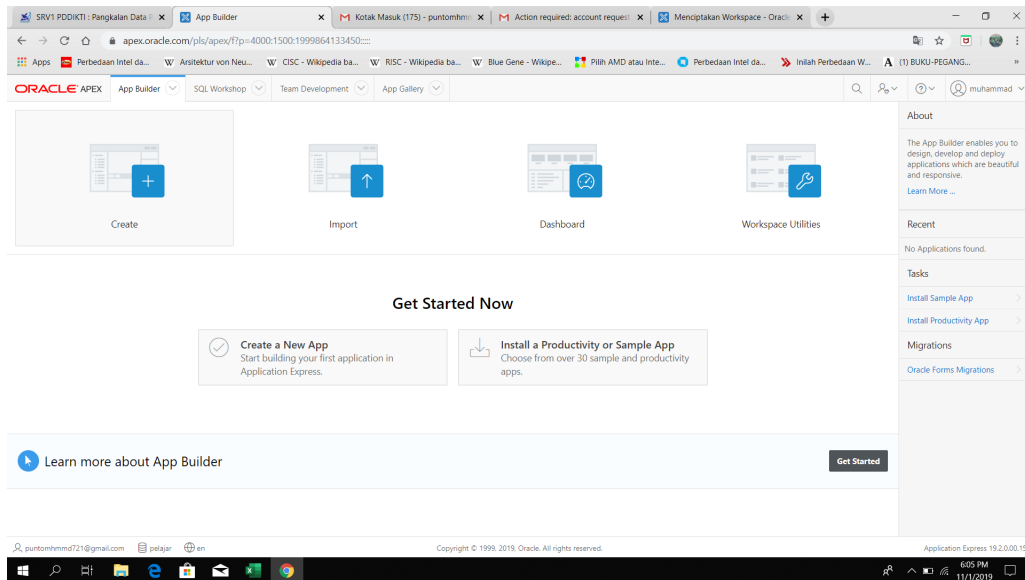 SRV1 PDDIKTI : Pangkalan Data P
App Builder
Kotak Masuk (175) - puntomhmm
Action required: account request
Menciptakan Workspace - Oracle
apex.oracle.com/pls/apex/f?p=4000:1500:1999864133450:::::
Apps
Perbedaan Intel da...
Arsitektur von Neu...
CISC - Wikipedia ba...
RISC - Wikipedia ba...
Blue Gene - Wikipe...
Pilih AMD atau Inte...
Perbedaan Intel da...
Inilah Perbedaan W...
(1) BUKU-PEGANG...
ORACLE APEX
App Builder
SQL Workshop
Team Development
App Gallery
muhammad
Create
Import
Dashboard
Workspace Utilities
Get Started Now
Create a New App
Start building your first application in
Application Express.
Install a Productivity or Sample App
Choose from over 30 sample and productivity
apps.
Learn more about App Builder
Get Started
About
The App Builder enables you to
design, develop and deploy
applications which are beautiful
and responsive.
Learn More ...
Recent
No Applications found.
Tasks
Install Sample App
Install Productivity App
Migrations
Oracle Forms Migrations
puntomhmmd721@gmail.com
pelajar
en
Copyright © 1999, 2019. Oracle. All rights reserved.
Application Express 19.2.0.00.15
6:05 PM
11/1/2019